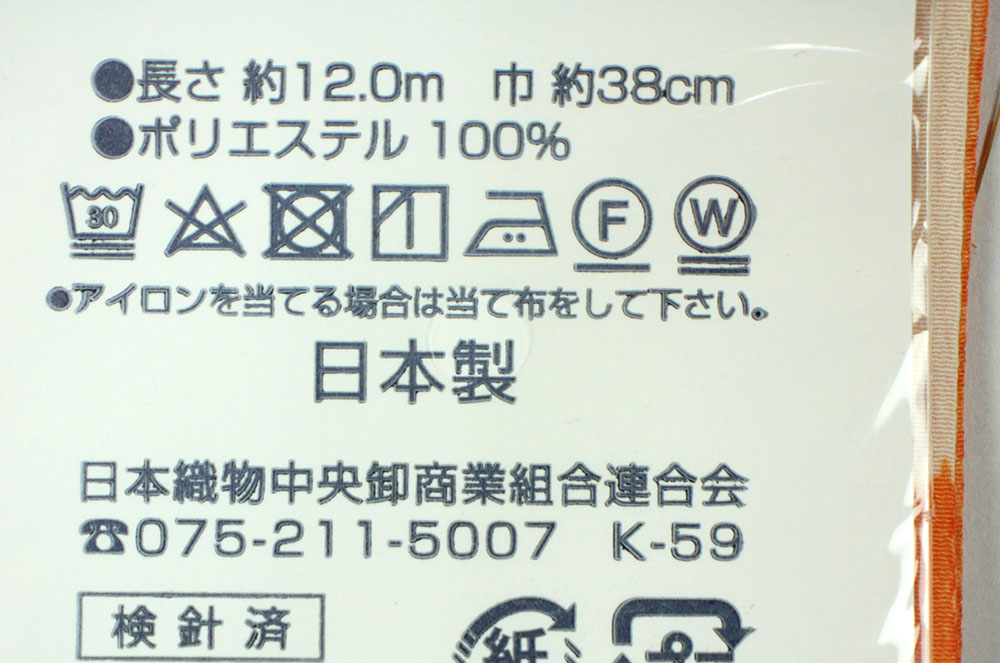 ●長さ 約12.0m 巾 約38cm
●ポリエステル 100%
30 F W
●アイロンを当てる場合は当て布をして下さい。
日本製
日本織物中央卸商業組合連合会
☎075-211-5007 K-59
検針済
紙